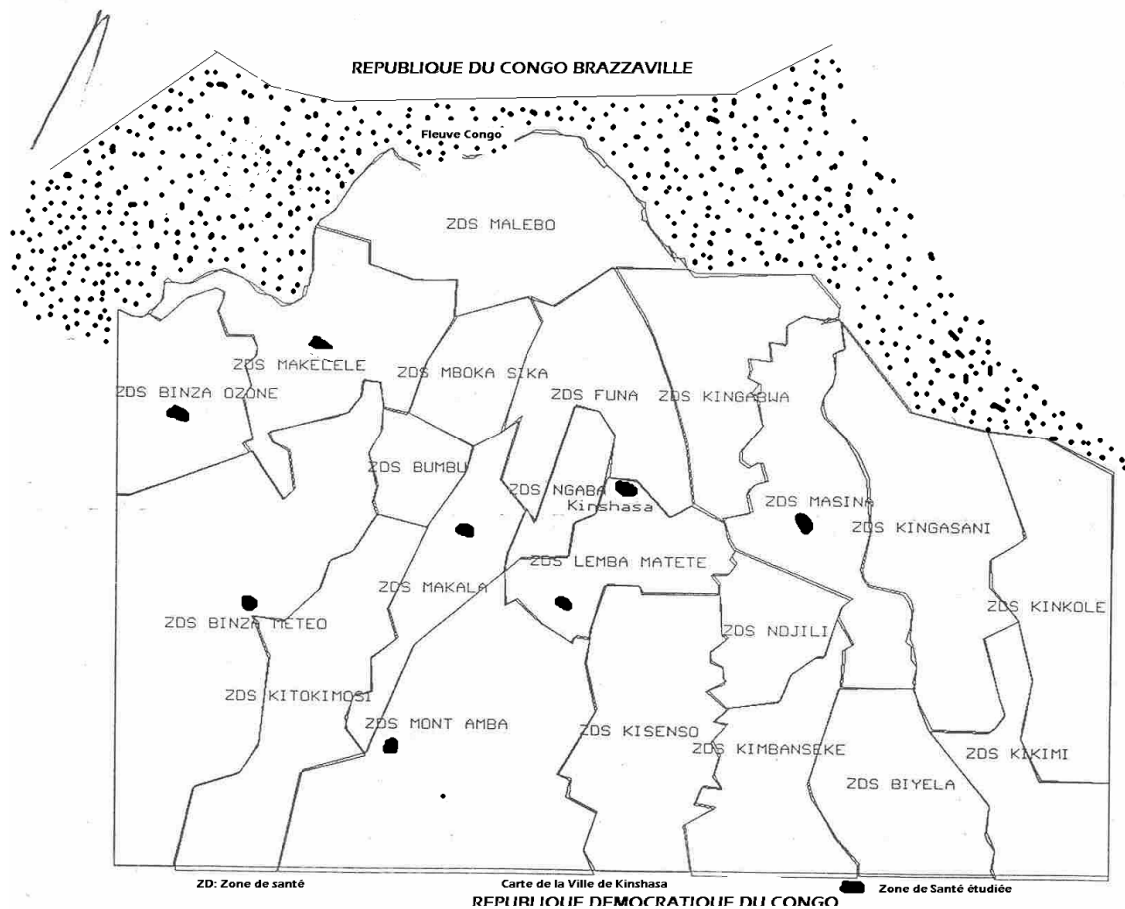 REPUBLIQUE DU CONGO BRAZZAVILLE
Fleuve Congo
ZDS MALEBO
ZDS MAKELELE
ZDS MBOKA SIKA
ZDS BINZA OZONE
ZDS FUNA
ZDS KINGABWA
ZDS BUMBU
ZDS NGABA
Kinshasa
ZDS MASINA
ZDS KINGASANI
ZDS LEMBA MATETE
ZDS MAKALA
ZDS KINKOLE
ZDS BINZA METEO
ZDS NDJILI
ZDS KITOKIMOSI
ZDS MONT AMBA
ZDS KISENSO
ZDS KIMBANSEKE
ZDS KIKIMI
ZDS BIYELA
ZD: Zone de santé
Carte de la Ville de Kinshasa
Zone de Santé étudiée
REPUBLIQUE DEMOCRATIQUE DU CONGO